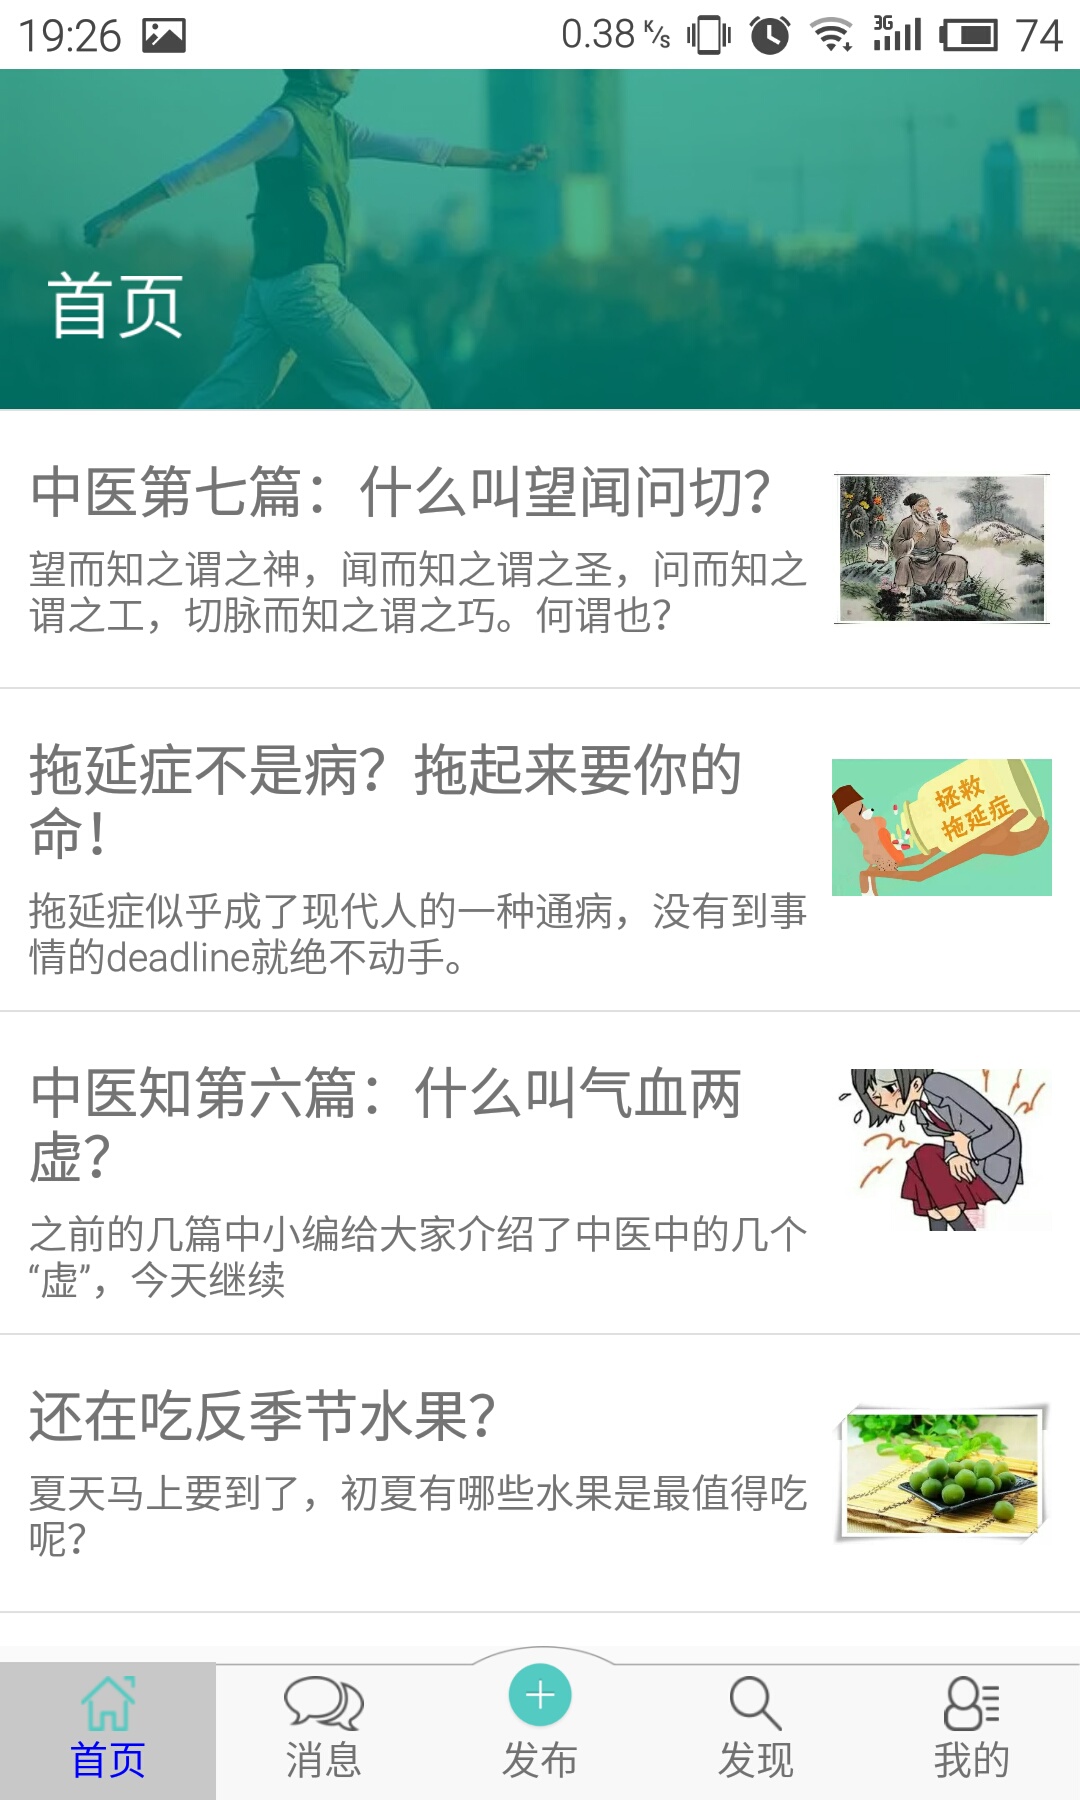 19:26
0.38 K/s
3G
74
首页
中医第七篇：什么叫望闻问切？
望而知之谓之神，闻而知之谓之圣，问而知之
谓之工，切脉而知之谓之巧。何谓也？
拖延症不是病？拖起来要你的
命！
拯救
拖延症
拖延症似乎成了现代人的一种通病，没有到事
情的deadline就绝不动手。
中医知第六篇：什么叫气血两
虚？
之前的几篇中小编给大家介绍了中医中的几个
“虚”，今天继续
还在吃反季节水果？
夏天马上要到了，初夏有哪些水果是最值得吃
呢？
首页
消息
发布
发现
我的